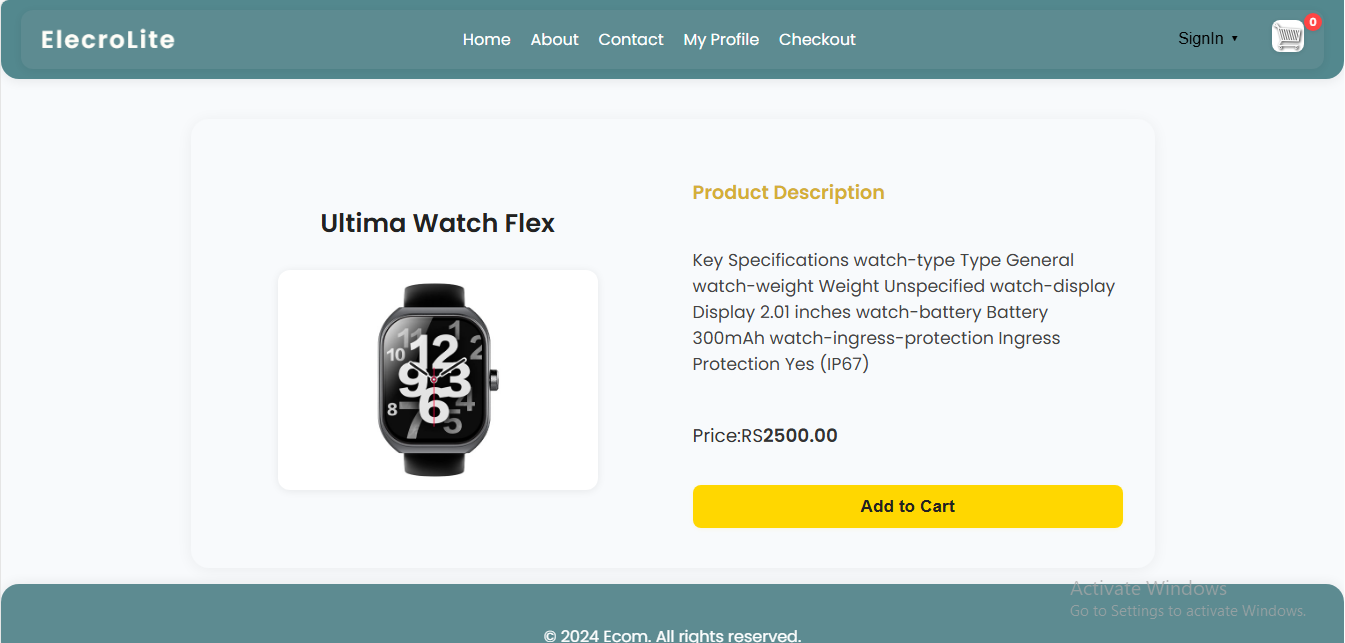 ElecroLite
Home About Contact My Profile Checkout
SignIn ▾
0
Ultima Watch Flex
11 12 1
10 2
9 3
8 4
7 6 5
Product Description
Key Specifications watch-type Type General
watch-weight Weight Unspecified watch-display
Display 2.01 inches watch-battery Battery
300mAh watch-ingress-protection Ingress
Protection Yes (IP67)
Price:RS2500.00
Add to Cart
Activate Windows
Go to Settings to activate Windows.
© 2024 Ecom. All rights reserved.